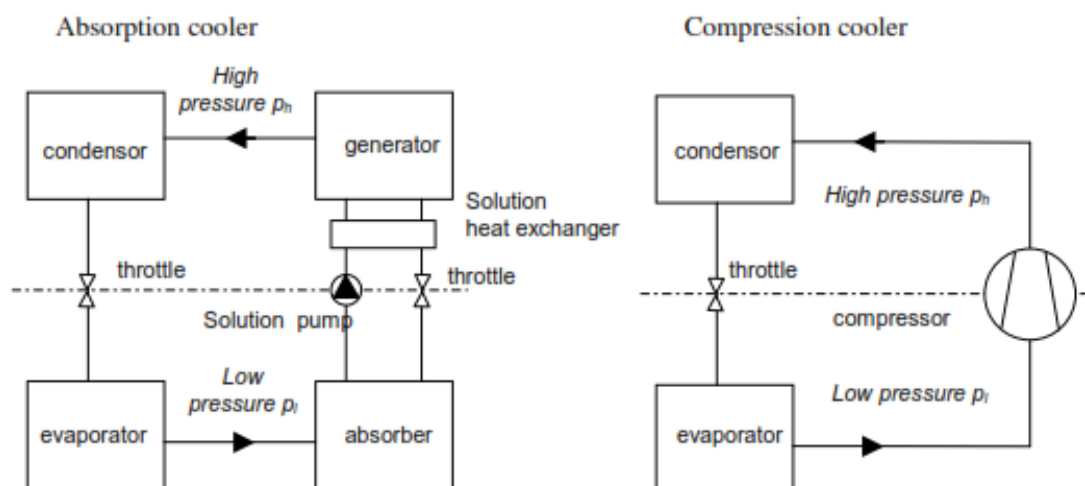 Absorption cooler
High
pressure pₕ
condensor
generator
Solution
heat exchanger
throttle
throttle
Solution pump
Low
pressure pₗ
evaporator
absorber
Compression cooler
condensor
High pressure pₕ
throttle
compressor
Low pressure pₗ
evaporator